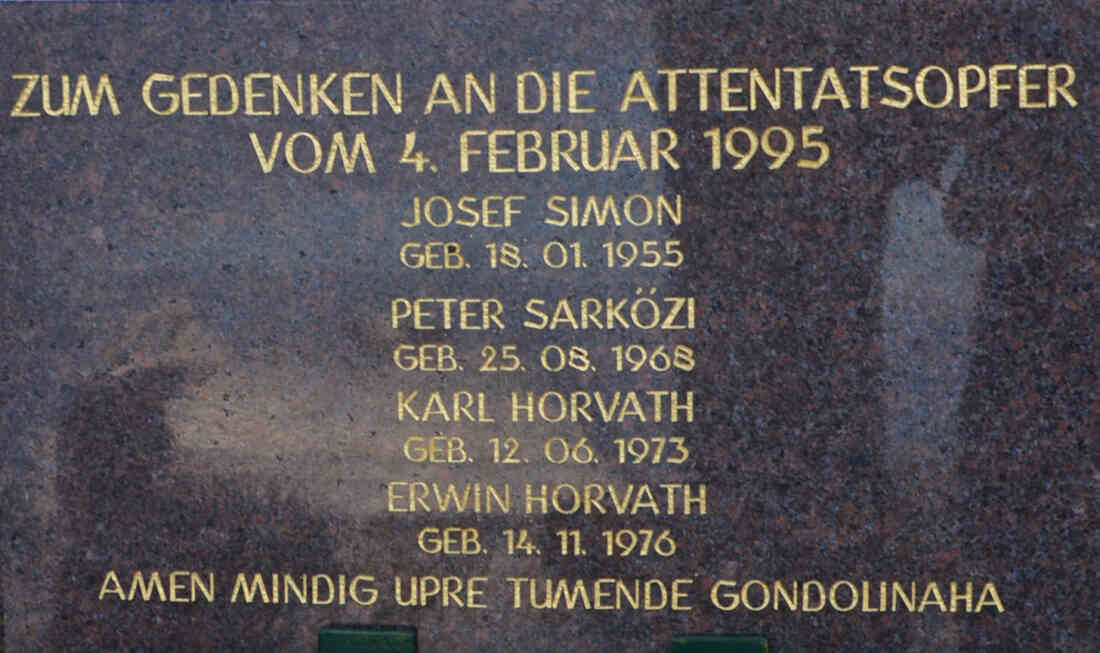 ZUM GEDENKEN AN DIE ATTENTATSOPFER
VOM 4. FEBRUAR 1995
JOSEF SIMON
GEB. 18. 01. 1955
PETER SARKÖZI
GEB. 25. 08. 1968
KARL HORVATH
GEB. 12. 06. 1973
ERWIN HORVATH
GEB. 14. 11. 1976
AMEN MINDIG UPRE TUMENDE GONDOLINAHA